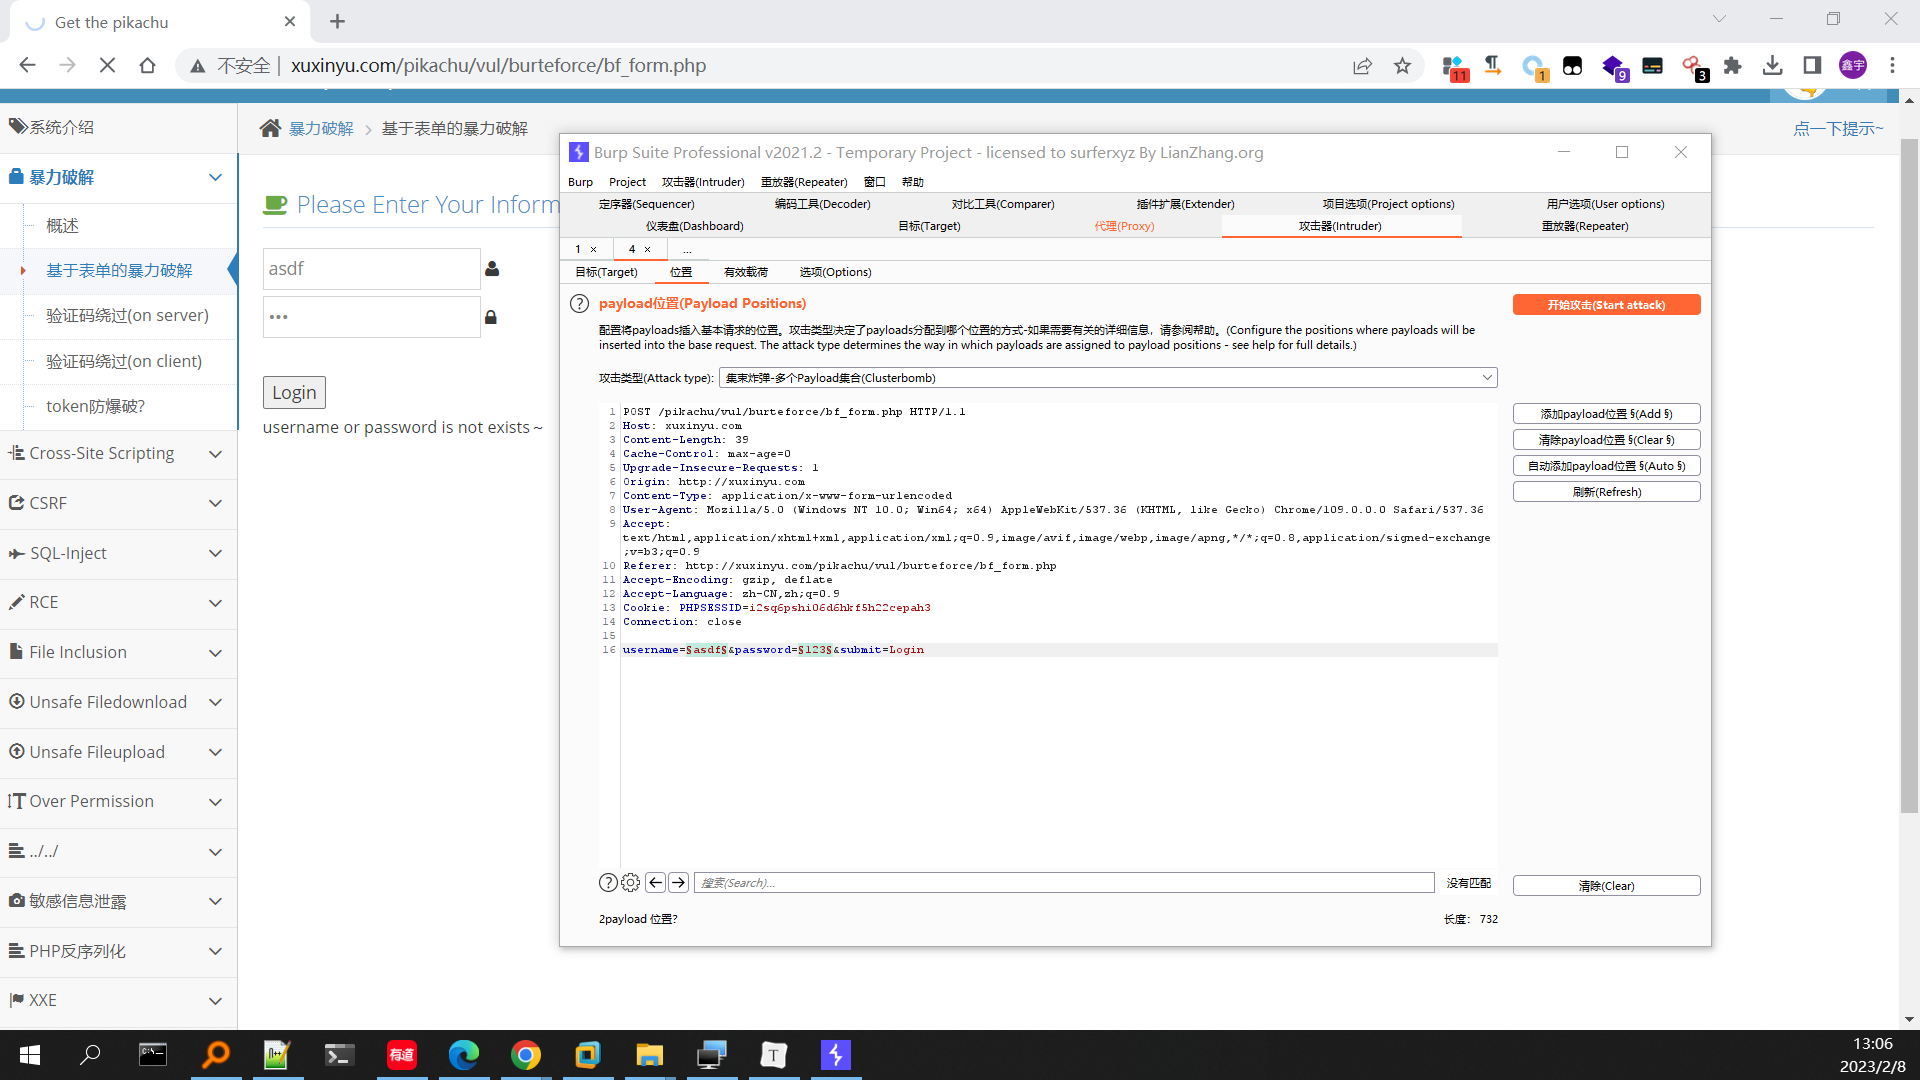 Get the pikachu
不安全 | xuxinyu.com/pikachu/vul/burteforce/bf_form.php
11
1
9
3
鑫宇
系统介绍
暴力破解
概述
基于表单的暴力破解
验证码绕过(on server)
验证码绕过(on client)
token防爆破?
Cross-Site Scripting
CSRF
SQL-Inject
RCE
File Inclusion
Unsafe Filedownload
Unsafe Fileupload
Over Permission
../../
敏感信息泄露
PHP反序列化
XXE
暴力破解 > 基于表单的暴力破解
点一下提示~
Please Enter Your Inform
asdf
•••
Login
username or password is not exists～
Burp Suite Professional v2021.2 - Temporary Project - licensed to surferxyz By LianZhang.org
Burp Project 攻击器(Intruder) 重放器(Repeater) 窗口 帮助
定序器(Sequencer) 编码工具(Decoder) 对比工具(Comparer) 插件扩展(Extender) 项目选项(Project options) 用户选项(User options)
仪表盘(Dashboard) 目标(Target) 代理(Proxy) 攻击器(Intruder) 重放器(Repeater)
1 × 4 × ...
目标(Target) 位置 有效载荷 选项(Options)
payload位置(Payload Positions)
开始攻击(Start attack)
配置将payloads插入基本请求的位置。攻击类型决定了payloads分配到哪个位置的方式-如果需要有关的详细信息，请参阅帮助。(Configure the positions where payloads will be
inserted into the base request. The attack type determines the way in which payloads are assigned to payload positions - see help for full details.)
攻击类型(Attack type): 集束炸弹-多个Payload集合(Clusterbomb)
1 POST /pikachu/vul/burteforce/bf_form.php HTTP/1.1
2 Host: xuxinyu.com
3 Content-Length: 39
4 Cache-Control: max-age=0
5 Upgrade-Insecure-Requests: 1
6 Origin: http://xuxinyu.com
7 Content-Type: application/x-www-form-urlencoded
8 User-Agent: Mozilla/5.0 (Windows NT 10.0; Win64; x64) AppleWebKit/537.36 (KHTML, like Gecko) Chrome/109.0.0.0 Safari/537.36
9 Accept:
text/html,application/xhtml+xml,application/xml;q=0.9,image/avif,image/webp,image/apng,*/*;q=0.8,application/signed-exchange
;v=b3;q=0.9
10 Referer: http://xuxinyu.com/pikachu/vul/burteforce/bf_form.php
11 Accept-Encoding: gzip, deflate
12 Accept-Language: zh-CN,zh;q=0.9
13 Cookie: PHPSESSID=i2sq6pshi06d6hkf5h22cepah3
14 Connection: close
15
16 username=§asdf§&password=§123§&submit=Login
添加payload位置 §(Add §)
清除payload位置 §(Clear §)
自动添加payload位置 §(Auto §)
刷新(Refresh)
搜索(Search)...
没有匹配
清除(Clear)
2payload 位置?
长度： 732
C:\_
有道
T
13:06
2023/2/8